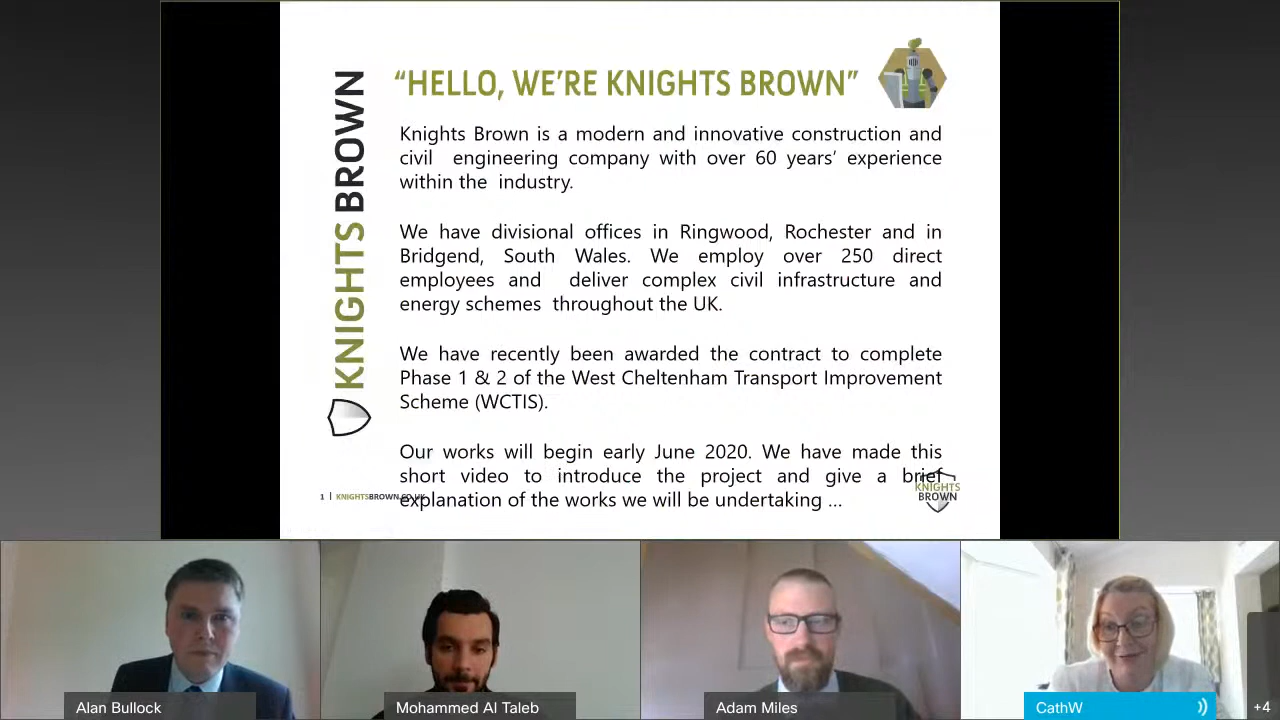 “HELLO, WE’RE KNIGHTS BROWN”
KNIGHTS BROWN
Knights Brown is a modern and innovative construction and
civil engineering company with over 60 years’ experience
within the industry.
We have divisional offices in Ringwood, Rochester and in
Bridgend, South Wales. We employ over 250 direct
employees and deliver complex civil infrastructure and
energy schemes throughout the UK.
We have recently been awarded the contract to complete
Phase 1 & 2 of the West Cheltenham Transport Improvement
Scheme (WCTIS).
Our works will begin early June 2020. We have made this
short video to introduce the project and give a brief
explanation of the works we will be undertaking ...
1 | KNIGHTSBROWN.CO.UK
KNIGHTS
BROWN
Alan Bullock
Mohammed Al Taleb
Adam Miles
CathW
+4